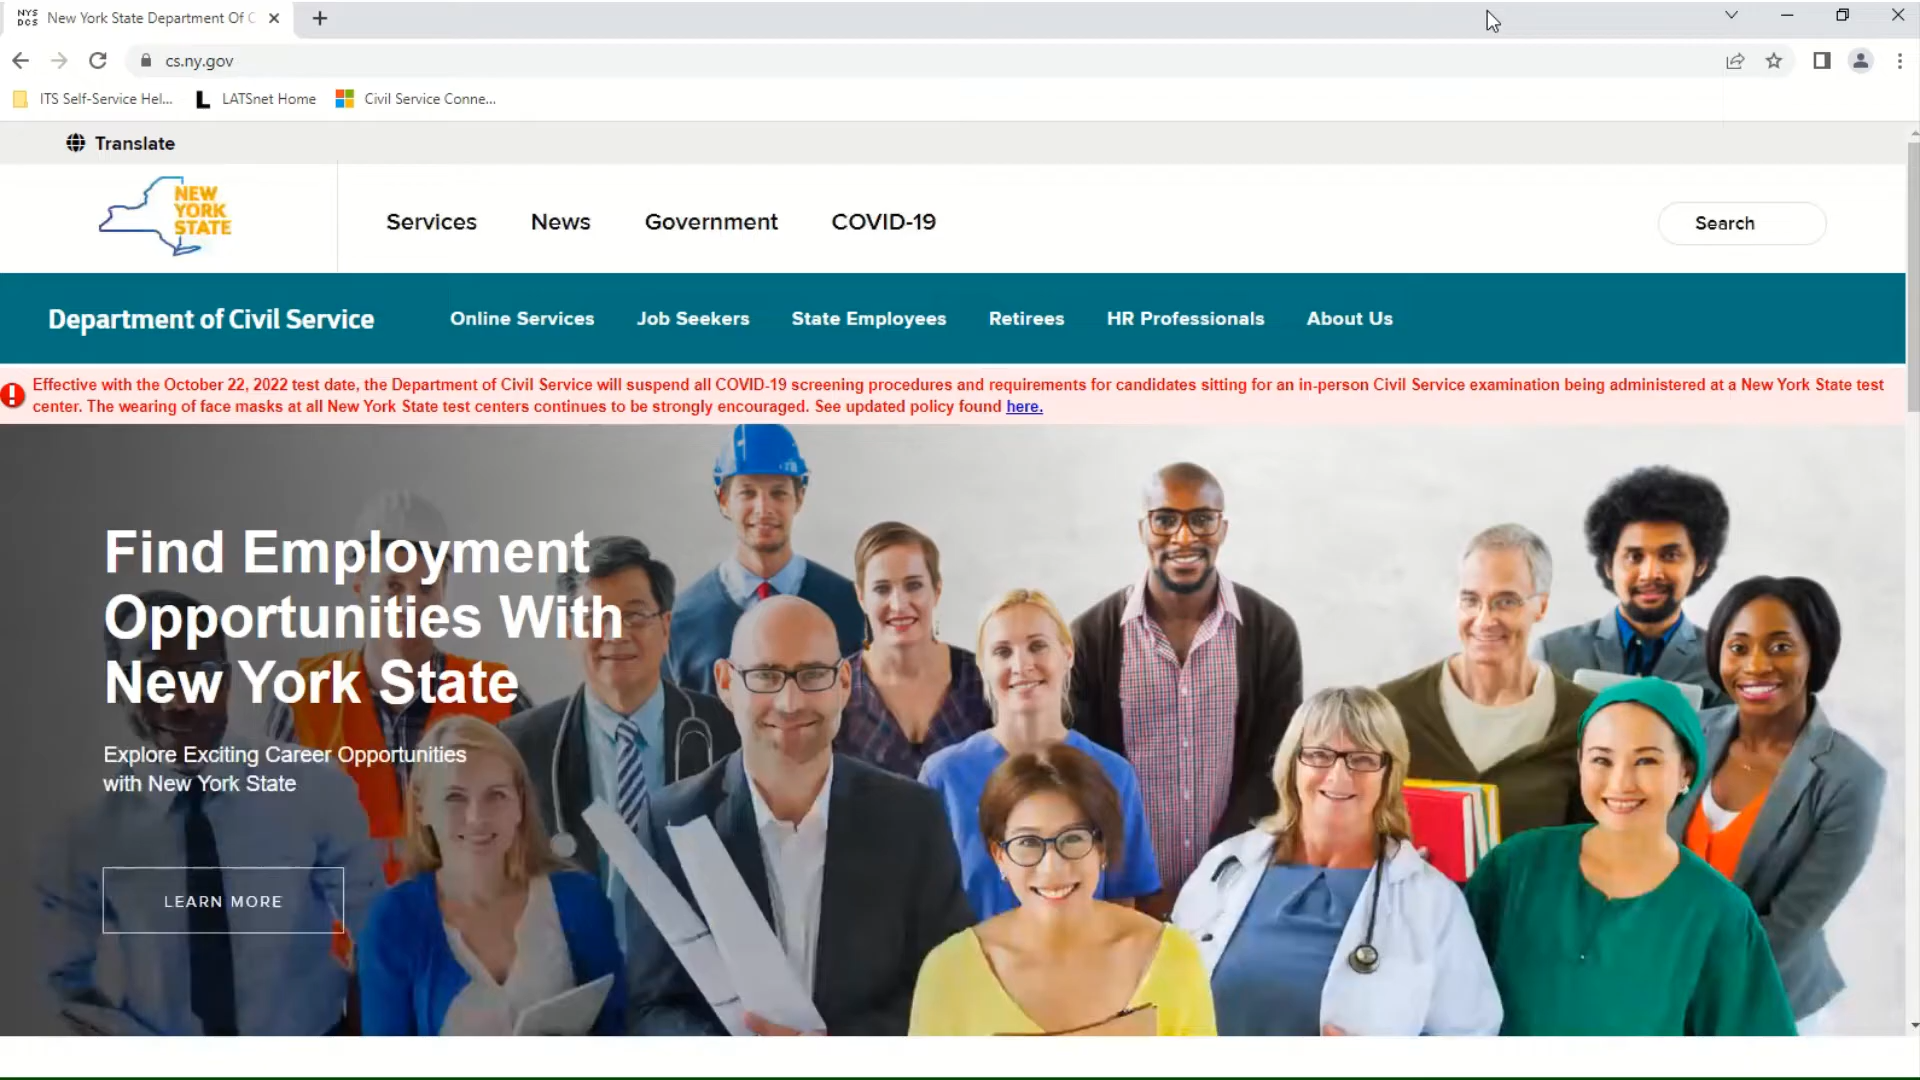 NYS
DCS
New York State Department Of C
cs.ny.gov
ITS Self-Service Hel...
LATSnet Home
Civil Service Conne...
Translate
NEW
YORK
STATE
Services
News
Government
COVID-19
Search
Department of Civil Service
Online Services
Job Seekers
State Employees
Retirees
HR Professionals
About Us
Effective with the October 22, 2022 test date, the Department of Civil Service will suspend all COVID-19 screening procedures and requirements for candidates sitting for an in-person Civil Service examination being administered at a New York State test
center. The wearing of face masks at all New York State test centers continues to be strongly encouraged. See updated policy found here.
Find Employment
Opportunities With
New York State
Explore Exciting Career Opportunities
with New York State
LEARN MORE